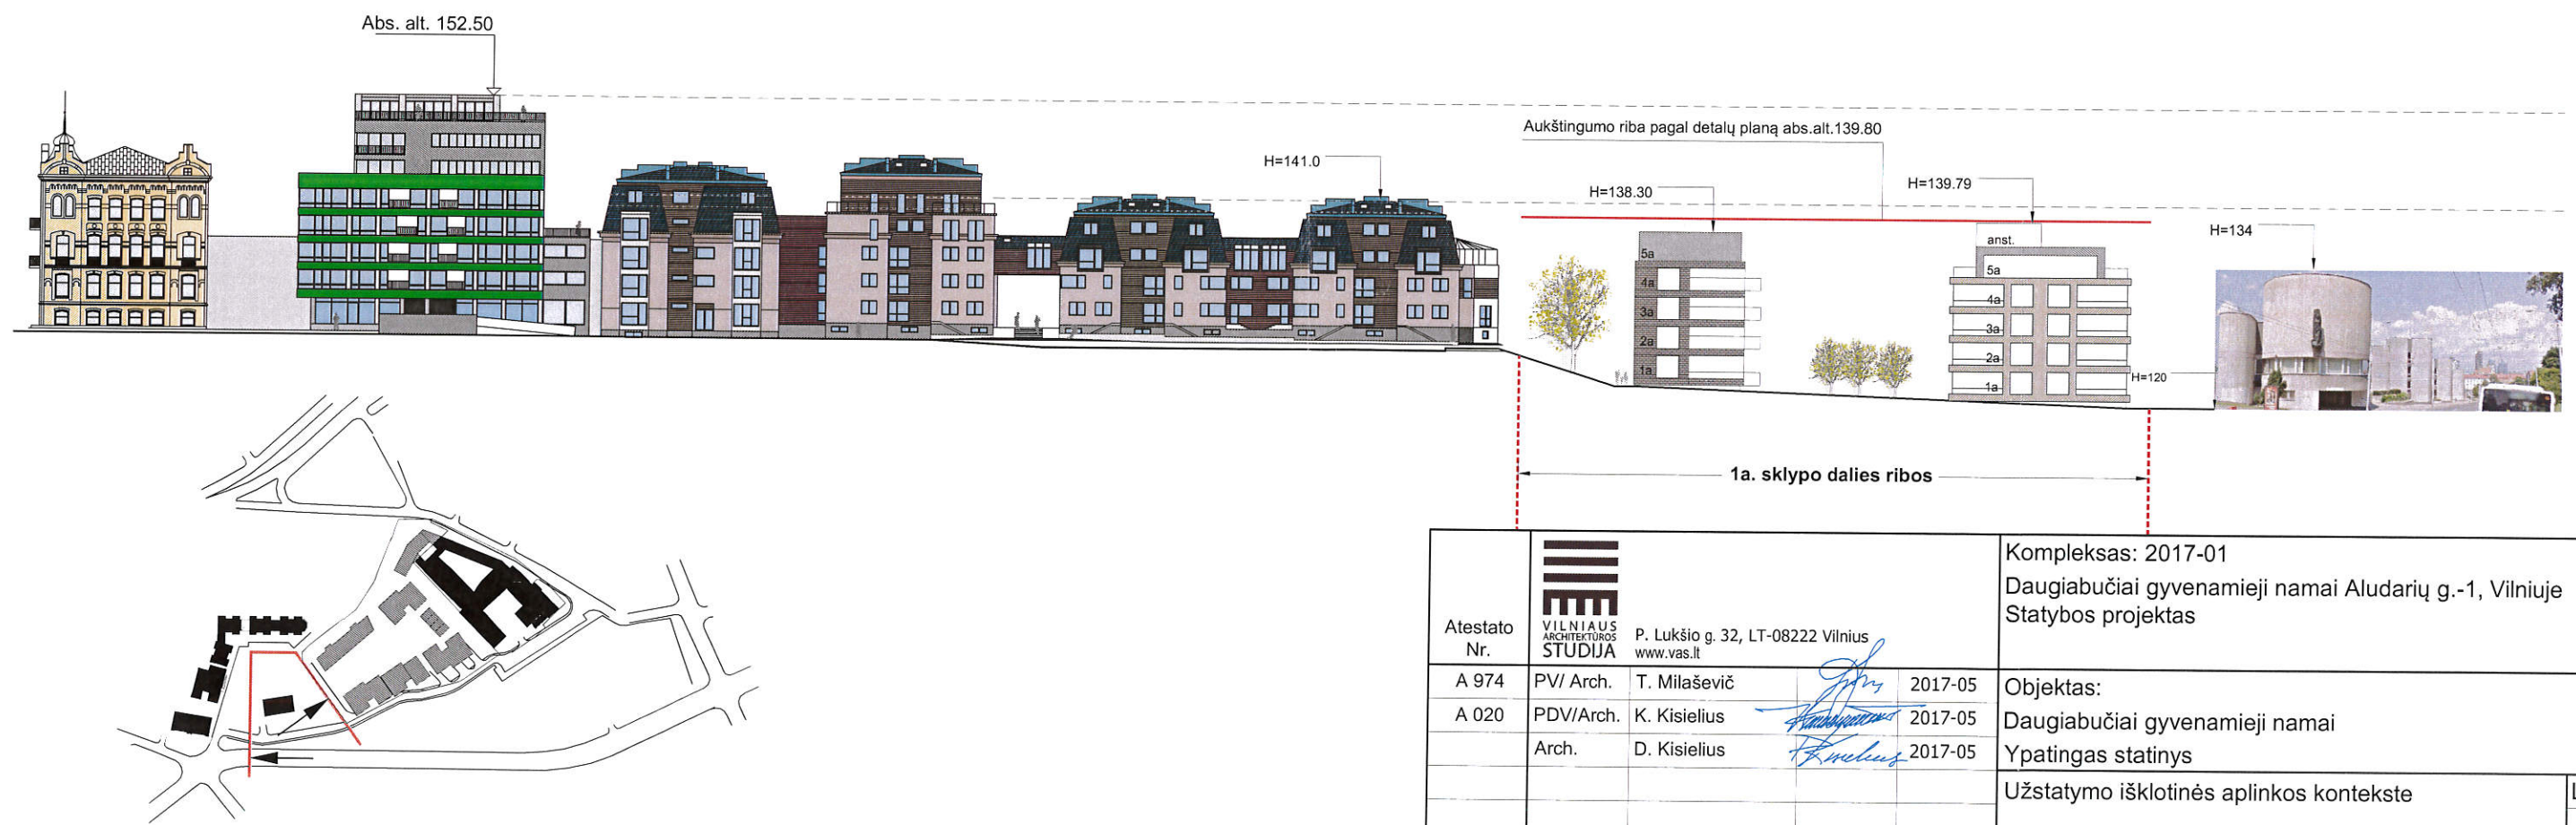 Abs. alt. 152.50
Aukštingumo riba pagal detalų planą abs.alt.139.80
H=141.0
H=138.30
H=139.79
H=134
H=120
5a
4a
3a
2a
1a
anst.
5a
4a
3a
2a
1a
1a. sklypo dalies ribos
Atestato
Nr.
VILNIAUS
ARCHITEKTŪROS
STUDIJA
P. Lukšio g. 32, LT-08222 Vilnius
www.vas.lt
Kompleksas: 2017-01
Daugiabučiai gyvenamieji namai Aludarių g.-1, Vilniuje
Statybos projektas
A 974 PV/ Arch. T. Milaševič 2017-05
A 020 PDV/Arch. K. Kisielius 2017-05
Arch. D. Kisielius 2017-05
Objektas:
Daugiabučiai gyvenamieji namai
Ypatingas statinys
Užstatymo išklotinės aplinkos kontekste